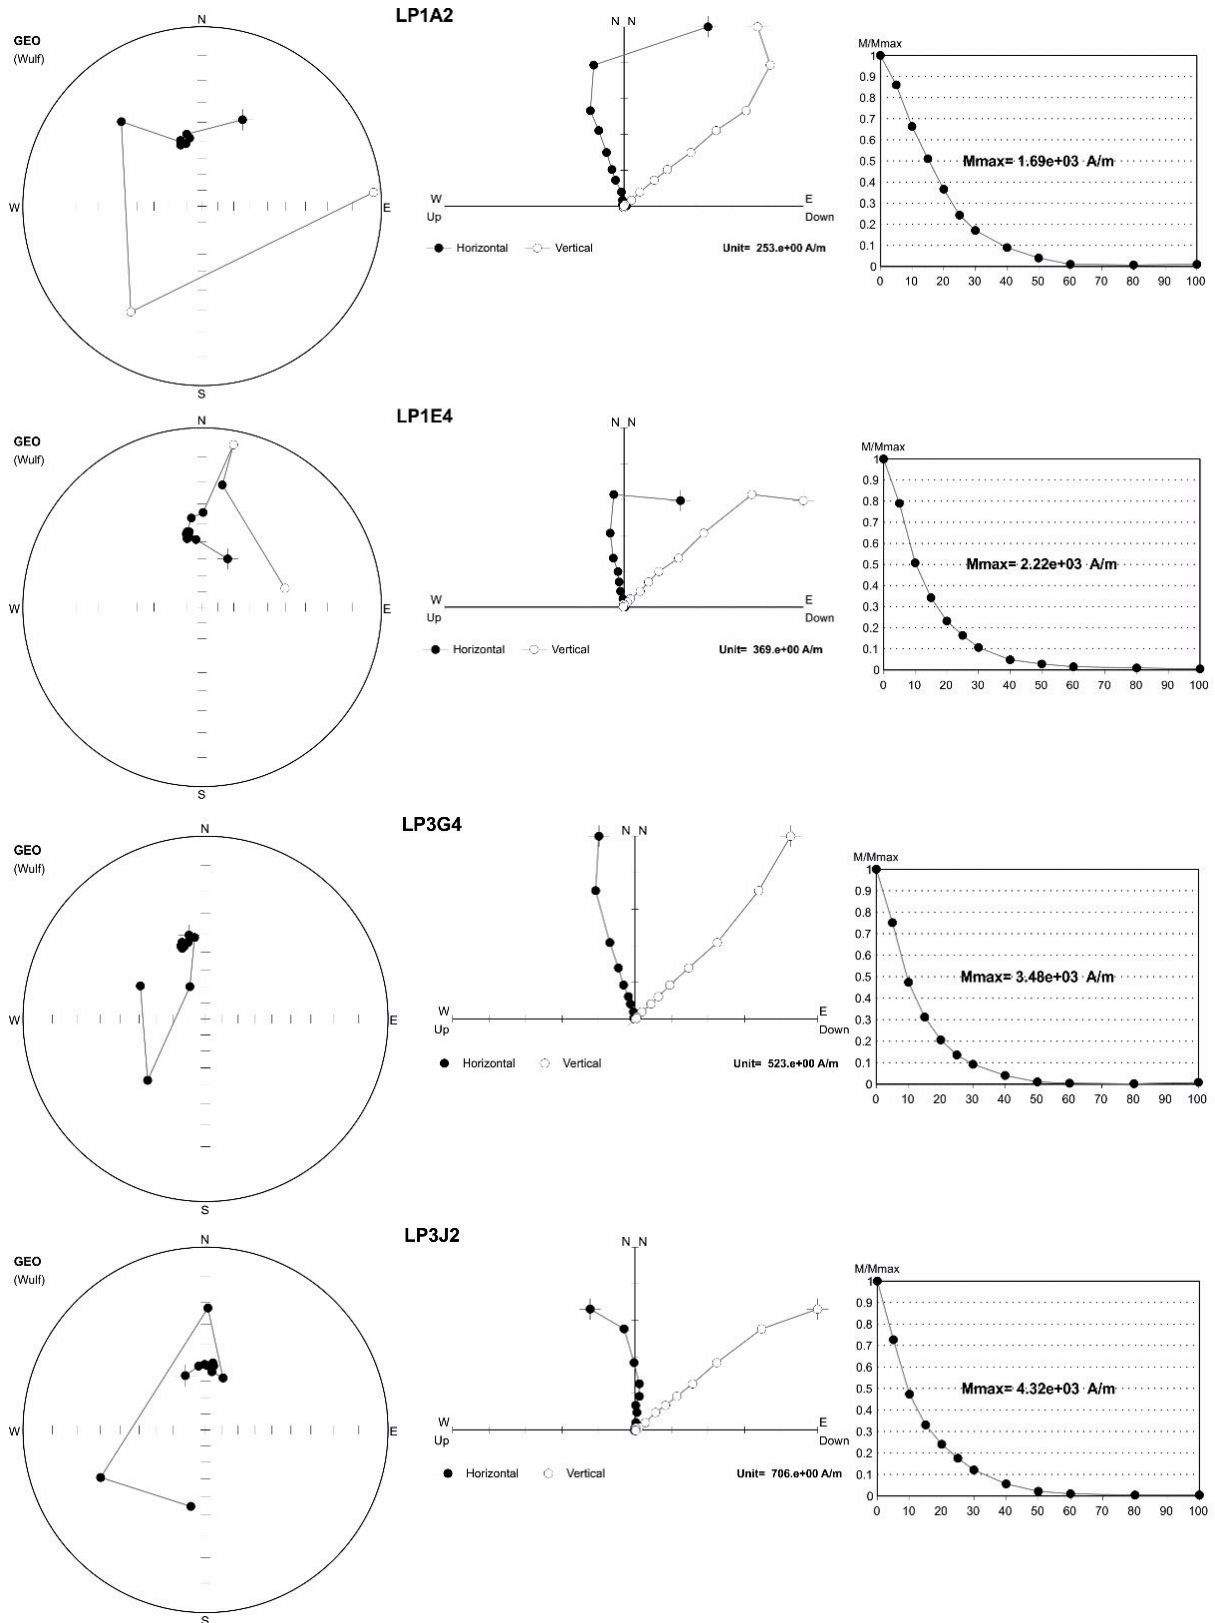 LP1A2
GEO
(Wulf)
N
W
E
S
N N
W
Up
E
Down
Horizontal Vertical Unit= 253.e+00 A/m
M/Mmax
1
0.9
0.8
0.7
0.6
0.5
0.4
0.3
0.2
0.1
0
Mmax= 1.69e+03 A/m
0 10 20 30 40 50 60 70 80 90 100
LP1E4
GEO
(Wulf)
N
W
E
S
N N
W
Up
E
Down
Horizontal Vertical Unit= 369.e+00 A/m
M/Mmax
1
0.9
0.8
0.7
0.6
0.5
0.4
0.3
0.2
0.1
0
Mmax= 2.22e+03 A/m
0 10 20 30 40 50 60 70 80 90 100
LP3G4
GEO
(Wulf)
N
W
E
S
N N
W
Up
E
Down
Horizontal Vertical Unit= 523.e+00 A/m
M/Mmax
1
0.9
0.8
0.7
0.6
0.5
0.4
0.3
0.2
0.1
0
Mmax= 3.48e+03 A/m
0 10 20 30 40 50 60 70 80 90 100
LP3J2
GEO
(Wulf)
N
W
E
S
N N
W
Up
E
Down
Horizontal Vertical Unit= 706.e+00 A/m
M/Mmax
1
0.9
0.8
0.7
0.6
0.5
0.4
0.3
0.2
0.1
0
Mmax= 4.32e+03 A/m
0 10 20 30 40 50 60 70 80 90 100